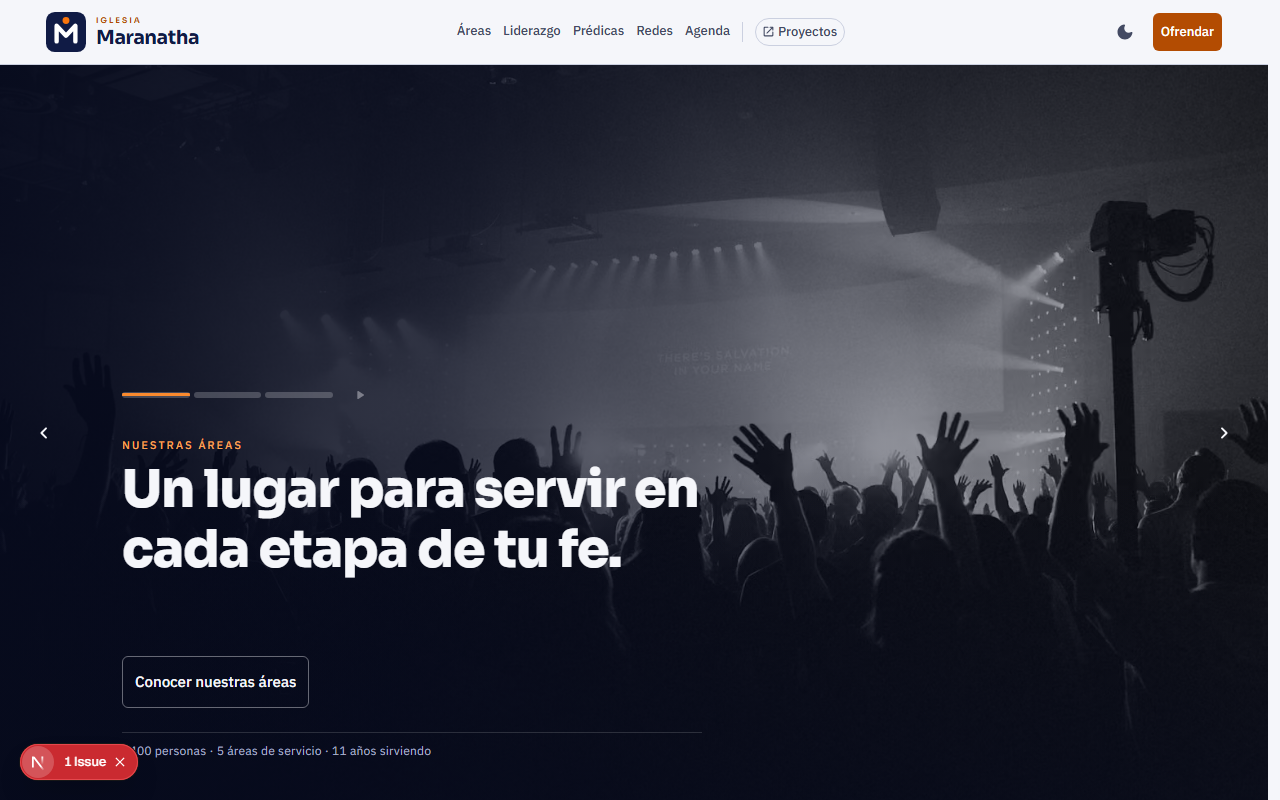 IGLESIA
Maranatha
Áreas Liderazgo Prédicas Redes Agenda Proyectos
Ofrendar
THERE'S SALVATION
IN YOUR NAME
NUESTRAS ÁREAS
Un lugar para servir en
cada etapa de tu fe.
Conocer nuestras áreas
100 personas · 5 áreas de servicio · 11 años sirviendo
N 1 Issue